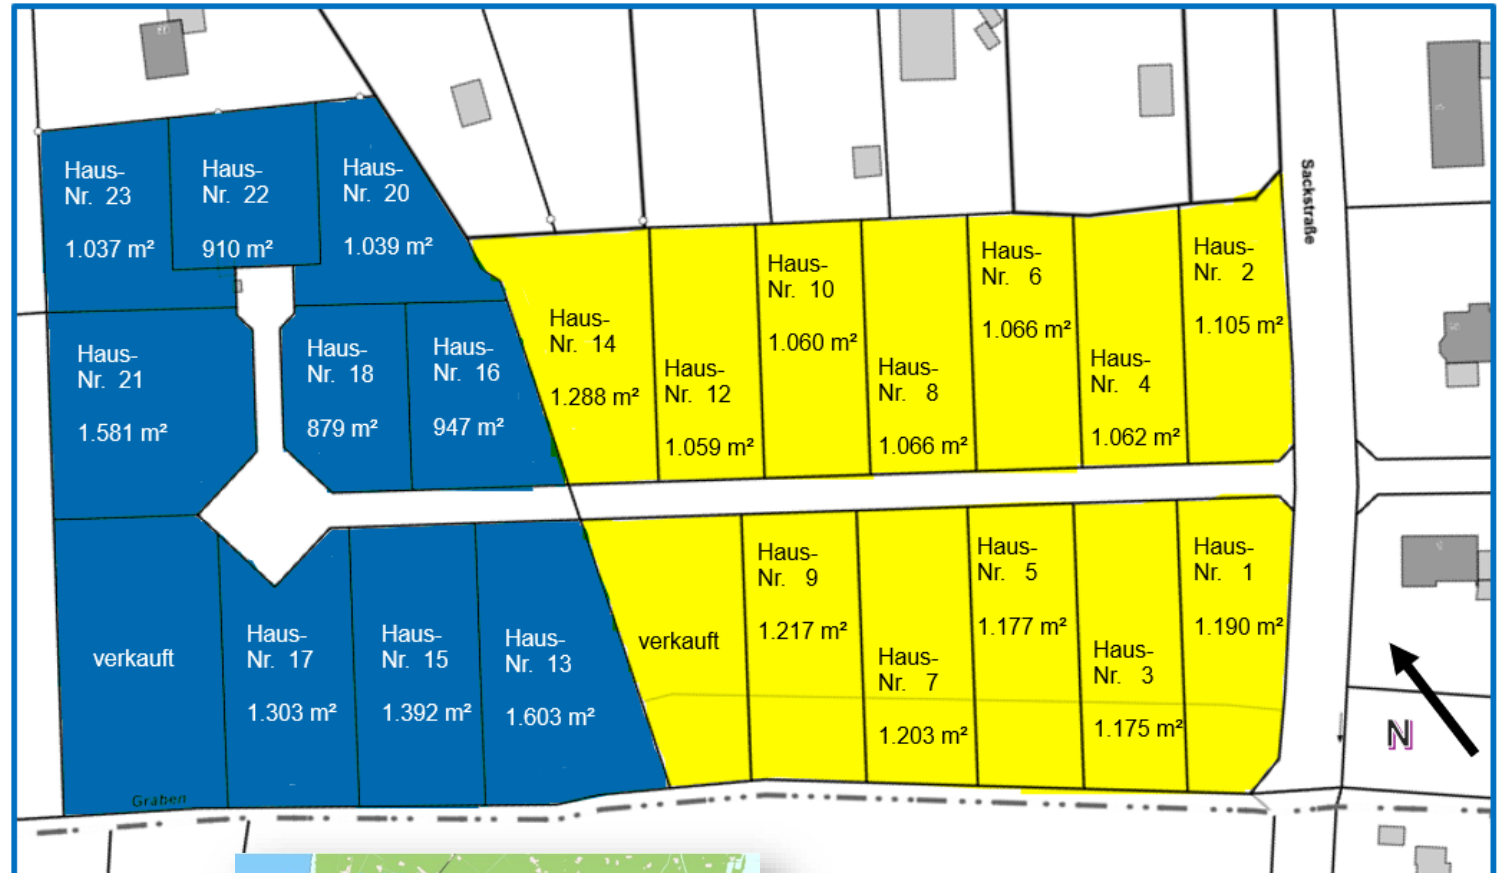 Haus-
Nr. 23
1.037 m²
Haus-
Nr. 22
910 m²
Haus-
Nr. 20
1.039 m²
Haus-
Nr. 21
1.581 m²
Haus-
Nr. 18
879 m²
Haus-
Nr. 16
947 m²
Haus-
Nr. 14
1.288 m²
Haus-
Nr. 12
1.059 m²
Haus-
Nr. 10
1.060 m²
Haus-
Nr. 8
1.066 m²
Haus-
Nr. 6
1.066 m²
Haus-
Nr. 4
1.062 m²
Haus-
Nr. 2
1.105 m²
Sackstraße
verkauft
Haus-
Nr. 17
1.303 m²
Haus-
Nr. 15
1.392 m²
Haus-
Nr. 13
1.603 m²
verkauft
Haus-
Nr. 9
1.217 m²
Haus-
Nr. 7
1.203 m²
Haus-
Nr. 5
1.177 m²
Haus-
Nr. 3
1.175 m²
Haus-
Nr. 1
1.190 m²
N
Graben